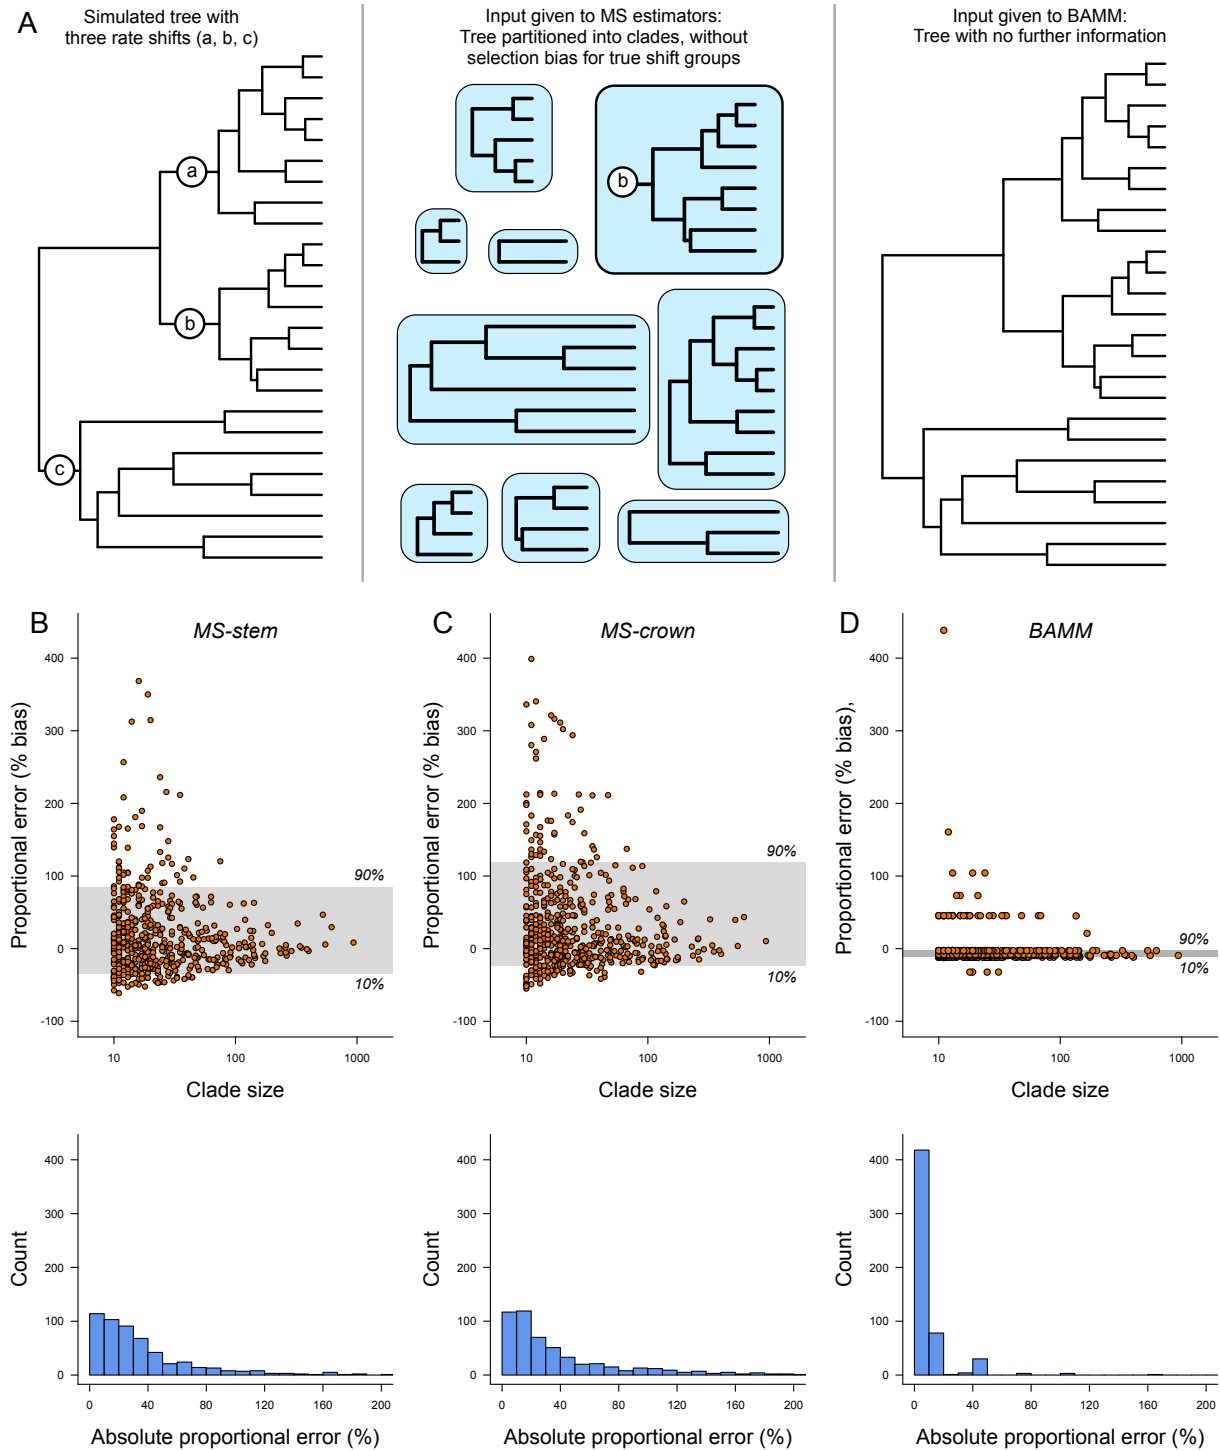 A
Simulated tree with
three rate shifts (a, b, c)
Input given to MS estimators:
Tree partitioned into clades, without
selection bias for true shift groups
Input given to BAMM:
Tree with no further information
a
b
c
b
B
MS-stem
C
MS-crown
D
BAMM
Proportional error (% bias)
400
300
200
100
0
-100
90%
10%
10
100
1000
Clade size
Proportional error (% bias)
400
300
200
100
0
-100
90%
10%
10
100
1000
Clade size
Proportional error (% bias),
400
300
200
100
0
-100
90%
10%
10
100
1000
Clade size
Count
400
300
200
100
0
0
40
80
120
160
200
Absolute proportional error (%)
Count
400
300
200
100
0
0
40
80
120
160
200
Absolute proportional error (%)
Count
400
300
200
100
0
0
40
80
120
160
200
Absolute proportional error (%)